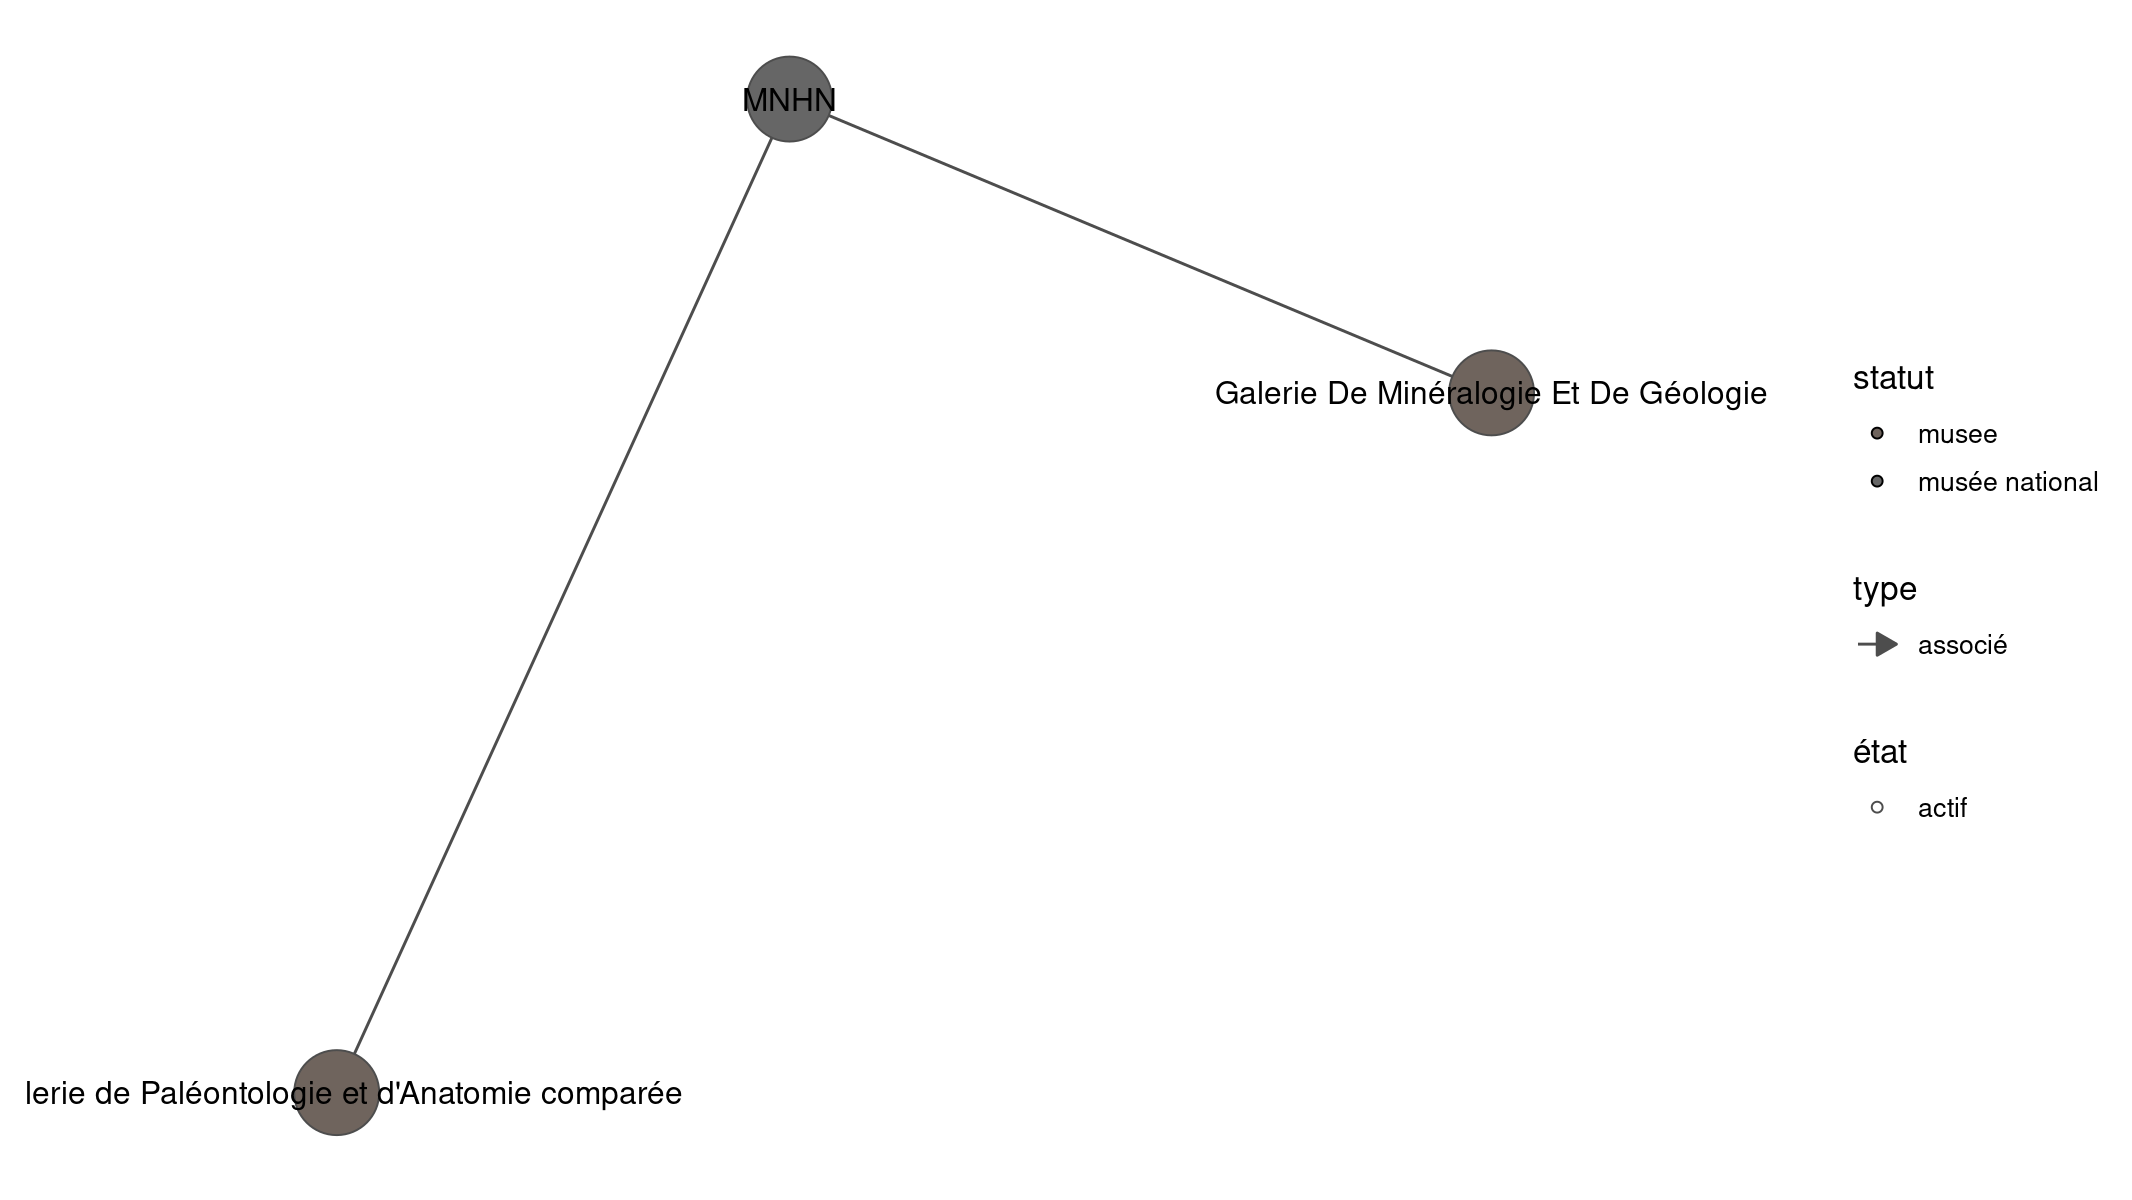 MNHN
Galerie De Minéralogie Et De Géologie
lerie de Paléontologie et d'Anatomie comparée
statut
musee
musée national
type
associé
état
actif